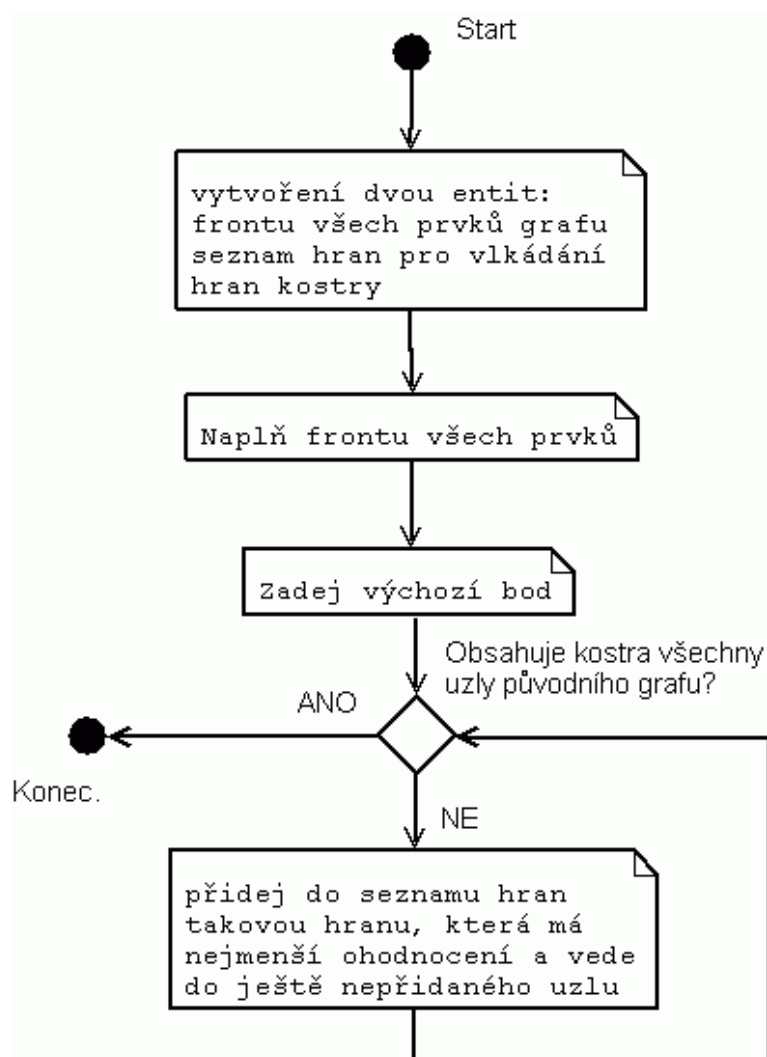 Start
vytvoření dvou entit:
frontu všech prvků grafu
seznam hran pro vlkádání
hran kostry
Naplň frontu všech prvků
Zadej výchozí bod
Obsahuje kostra všechny
uzly původního grafu?
ANO
Konec.
NE
přidej do seznamu hran
takovou hranu, která má
nejmenší ohodnocení a vede
do ještě nepřidaného uzlu